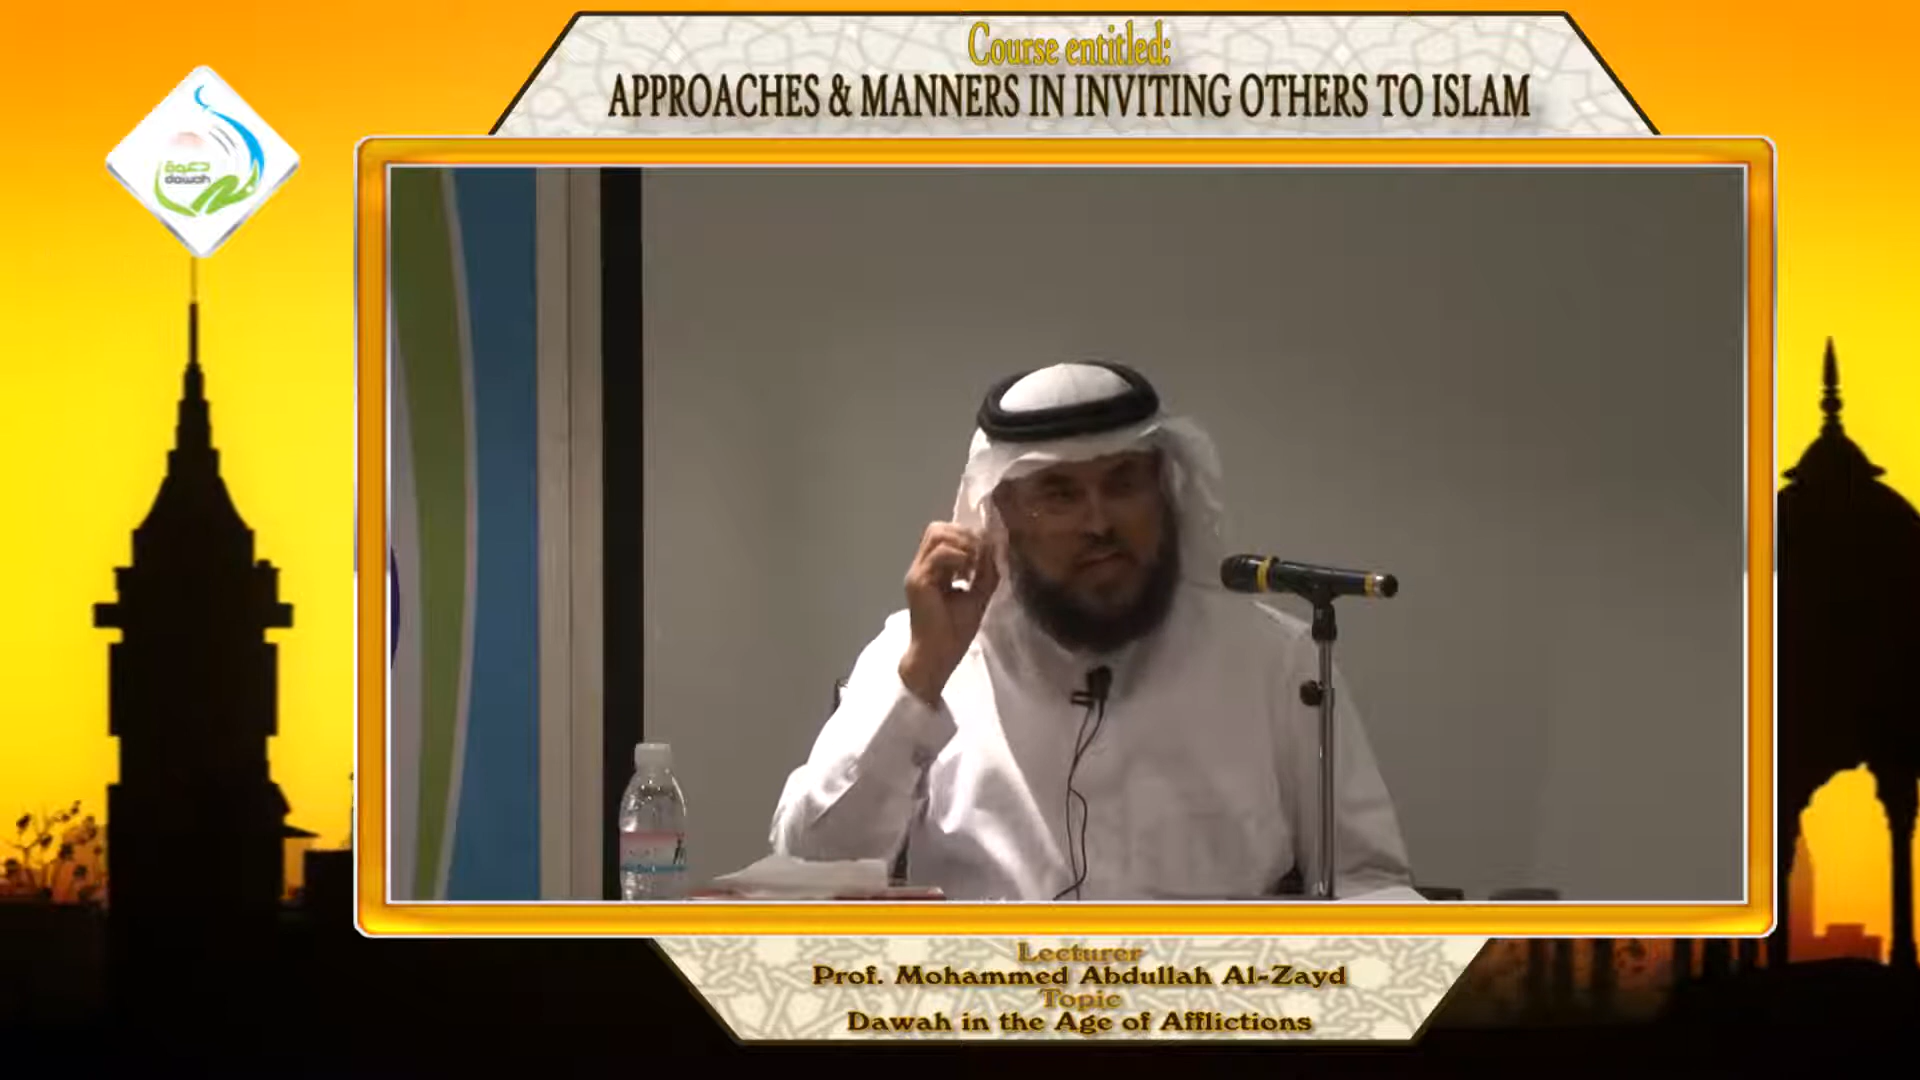 Course entitled:
APPROACHES & MANNERS IN INVITING OTHERS TO ISLAM
دعوة
dawah
Lecturer
Prof. Mohammed Abdullah Al-Zayd
Topic
Dawah in the Age of Afflictions